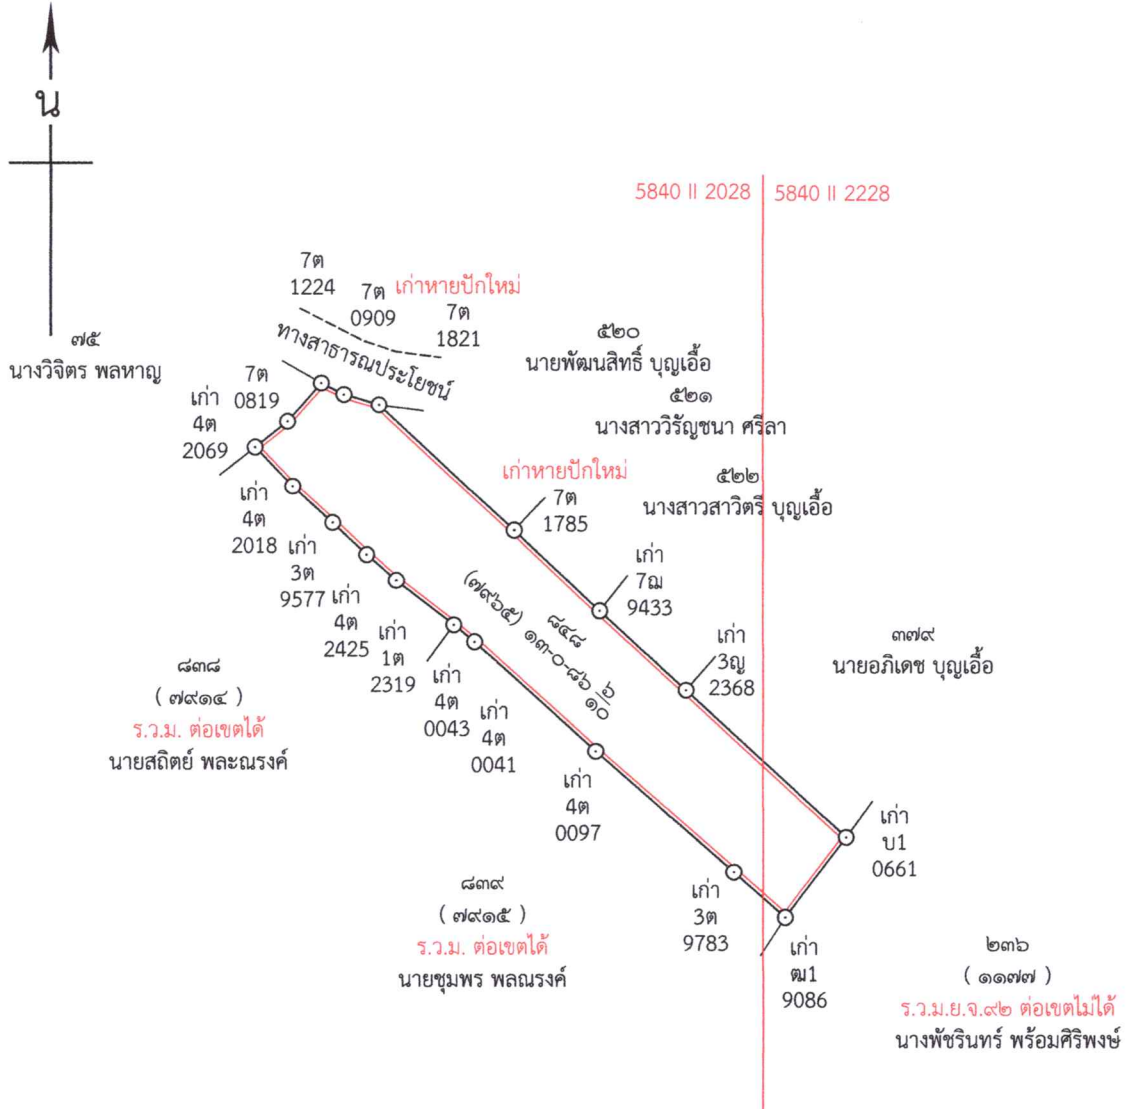 น
5840 II 2028
5840 II 2228
7ต
1224
7ต
0909
เก่าหายปักใหม่
7ต
1821
ทางสาธารณประโยชน์
๗๕
นางวิจิตร พลหาญ
๕๒๐
นายพัฒนสิทธิ์ บุญเอื้อ
๕๒๑
นางสาววิรัญชนา ศรีลา
๕๒๒
นางสาวสาวิตรี บุญเอื้อ
7ต
0819
เก่า
4ต
2069
เก่าหายปักใหม่
7ต
1785
เก่า
4ต
2018
เก่า
3ต
9577
เก่า
7ฌ
9433
เก่า
4ต
2425
เก่า
1ต
2319
๘๔๘
(๗๙๖๕) ๑๓-๐-๘๖ ๖/๑๐
เก่า
3ญ
2368
๓๗๙
นายอภิเดช บุญเอื้อ
๘๓๘
( ๗๙๑๔ )
ร.ว.ม. ต่อเขตได้
นายสถิตย์ พละณรงค์
เก่า
4ต
0043
เก่า
4ต
0041
เก่า
4ต
0097
เก่า
บ1
0661
๘๓๙
( ๗๙๑๕ )
ร.ว.ม. ต่อเขตได้
นายชุมพร พลณรงค์
เก่า
3ต
9783
เก่า
ฒ1
9086
๒๓๖
( ๑๑๗๗ )
ร.ว.ม.ย.จ.๙๒ ต่อเขตไม่ได้
นางพัชรินทร์ พร้อมศิริพงษ์